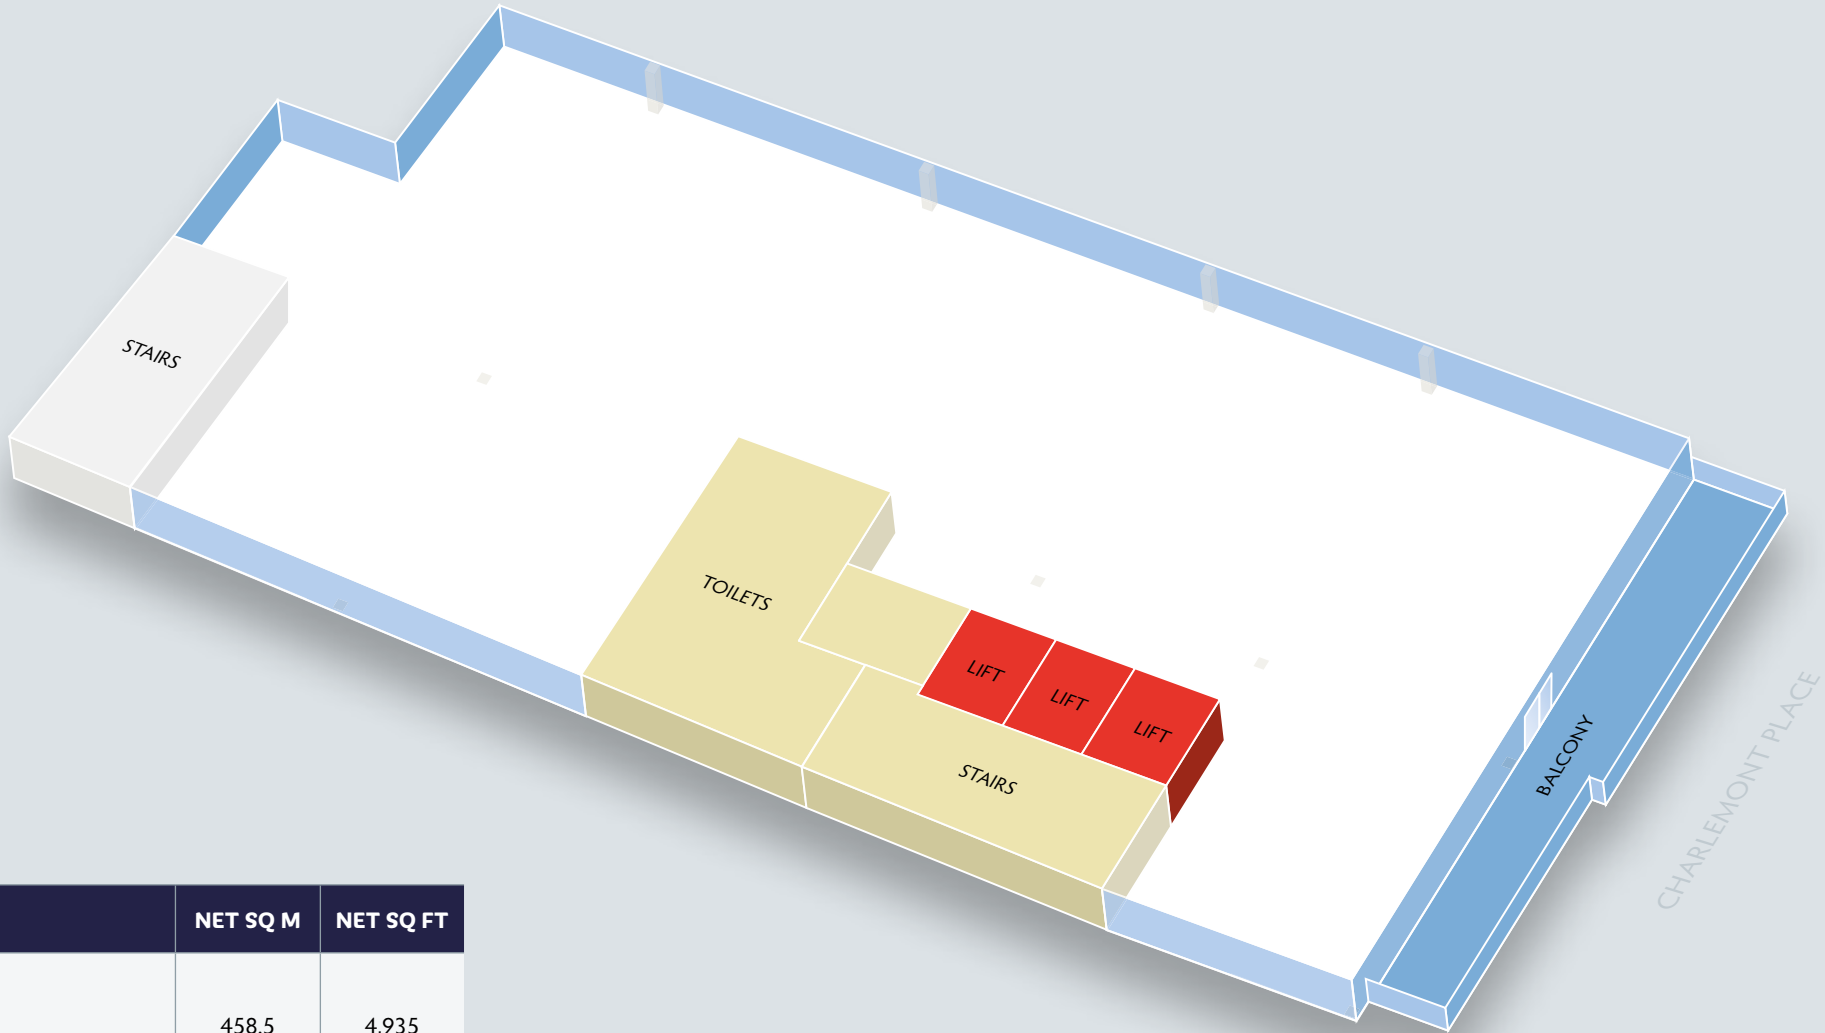 STAIRS
TOILETS
LIFT
LIFT
LIFT
STAIRS
BALCONY
CHARLEMONT PLACE
NET SQ M NET SQ FT
458.5 4,935